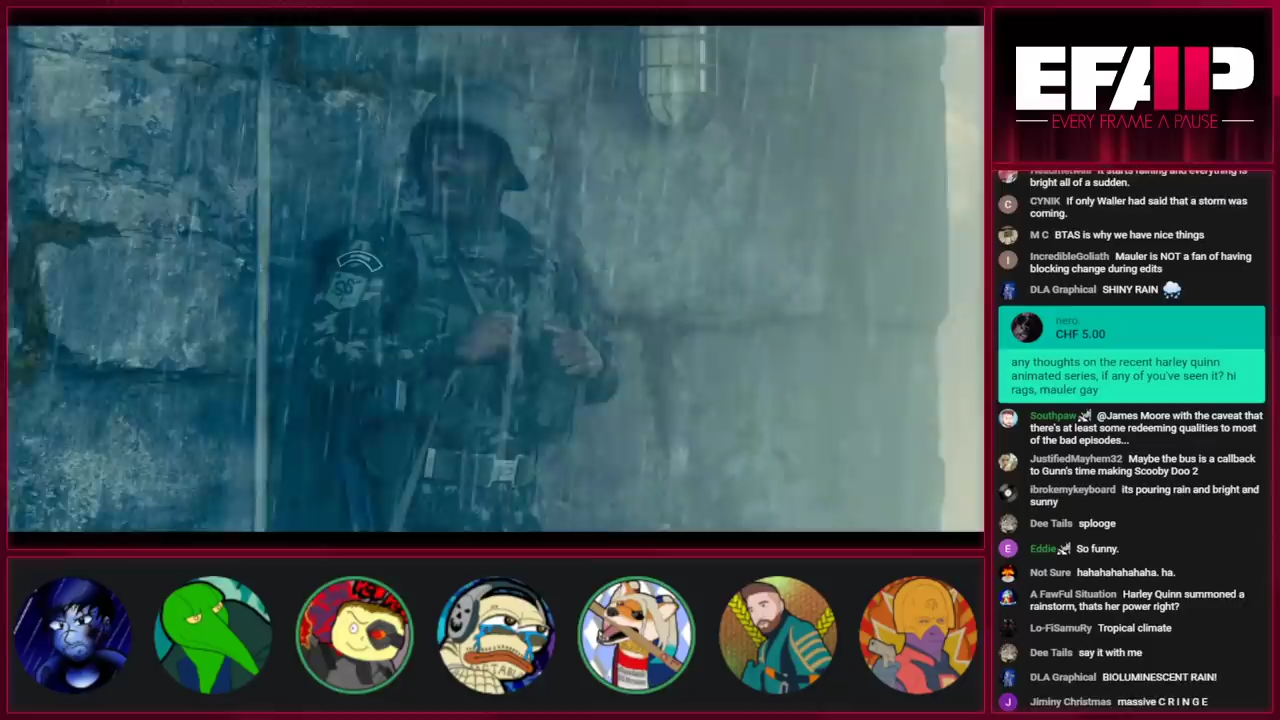 EFAP
EVERY FRAME A PAUSE
it starts raining and everything is
bright all of a sudden.
CYNIK If only Waller had said that a storm was
coming.
M C BTAS is why we have nice things
IncredibleGoliath Mauler is NOT a fan of having
blocking change during edits
DLA Graphical SHINY RAIN
nero
CHF 5.00
any thoughts on the recent harley quinn
animated series, if any of you've seen it? hi
rags, mauler gay
Southpaw @James Moore with the caveat that
there's at least some redeeming qualities to most
of the bad episodes...
JustifiedMayhem32 Maybe the bus is a callback
to Gunn's time making Scooby Doo 2
ibrokemykeyboard its pouring rain and bright and
sunny
Dee Tails splooge
E
Eddie So funny.
Not Sure hahahahahahaha. ha.
A FawFul Situation Harley Quinn summoned a
rainstorm, thats her power right?
Lo-FiSamuRy Tropical climate
Dee Tails say it with me
DLA Graphical BIOLUMINESCENT RAIN!
J
Jiminy Christmas massive C R I N G E